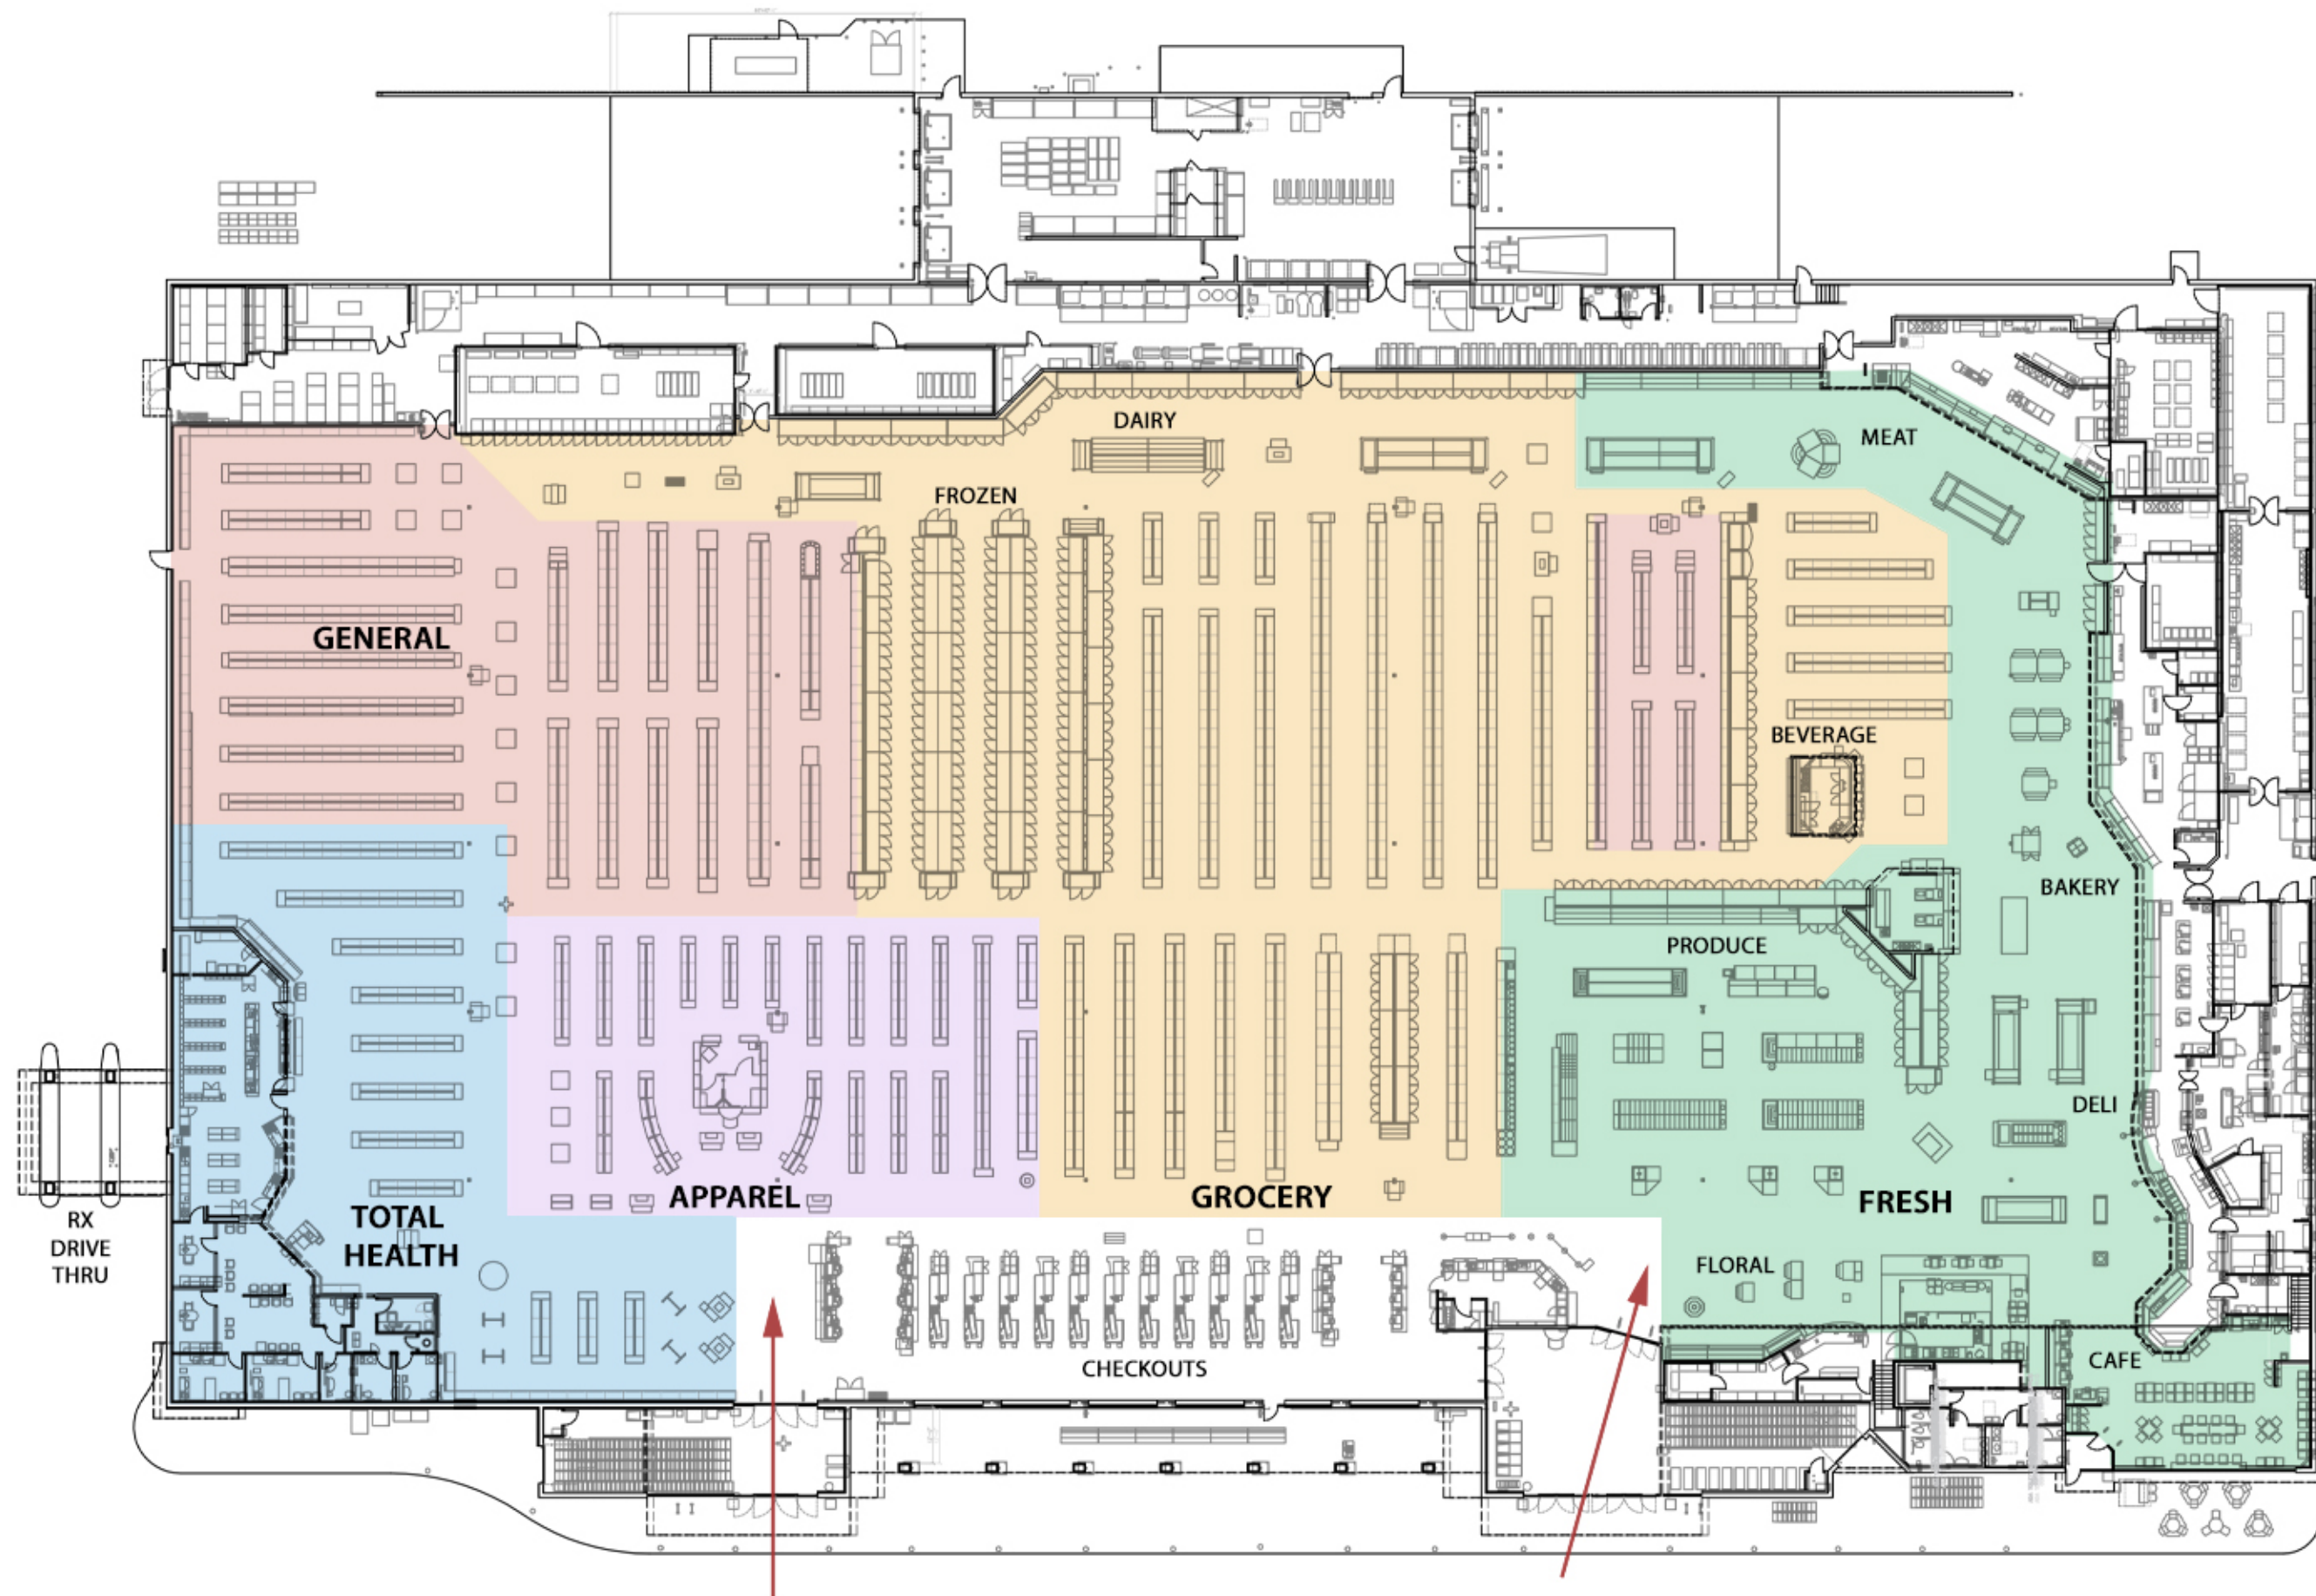 DAIRY
MEAT
FROZEN
GENERAL
BEVERAGE
BAKERY
PRODUCE
DELI
APPAREL
GROCERY
FRESH
TOTAL
HEALTH
RX
DRIVE
THRU
FLORAL
CAFE
CHECKOUTS